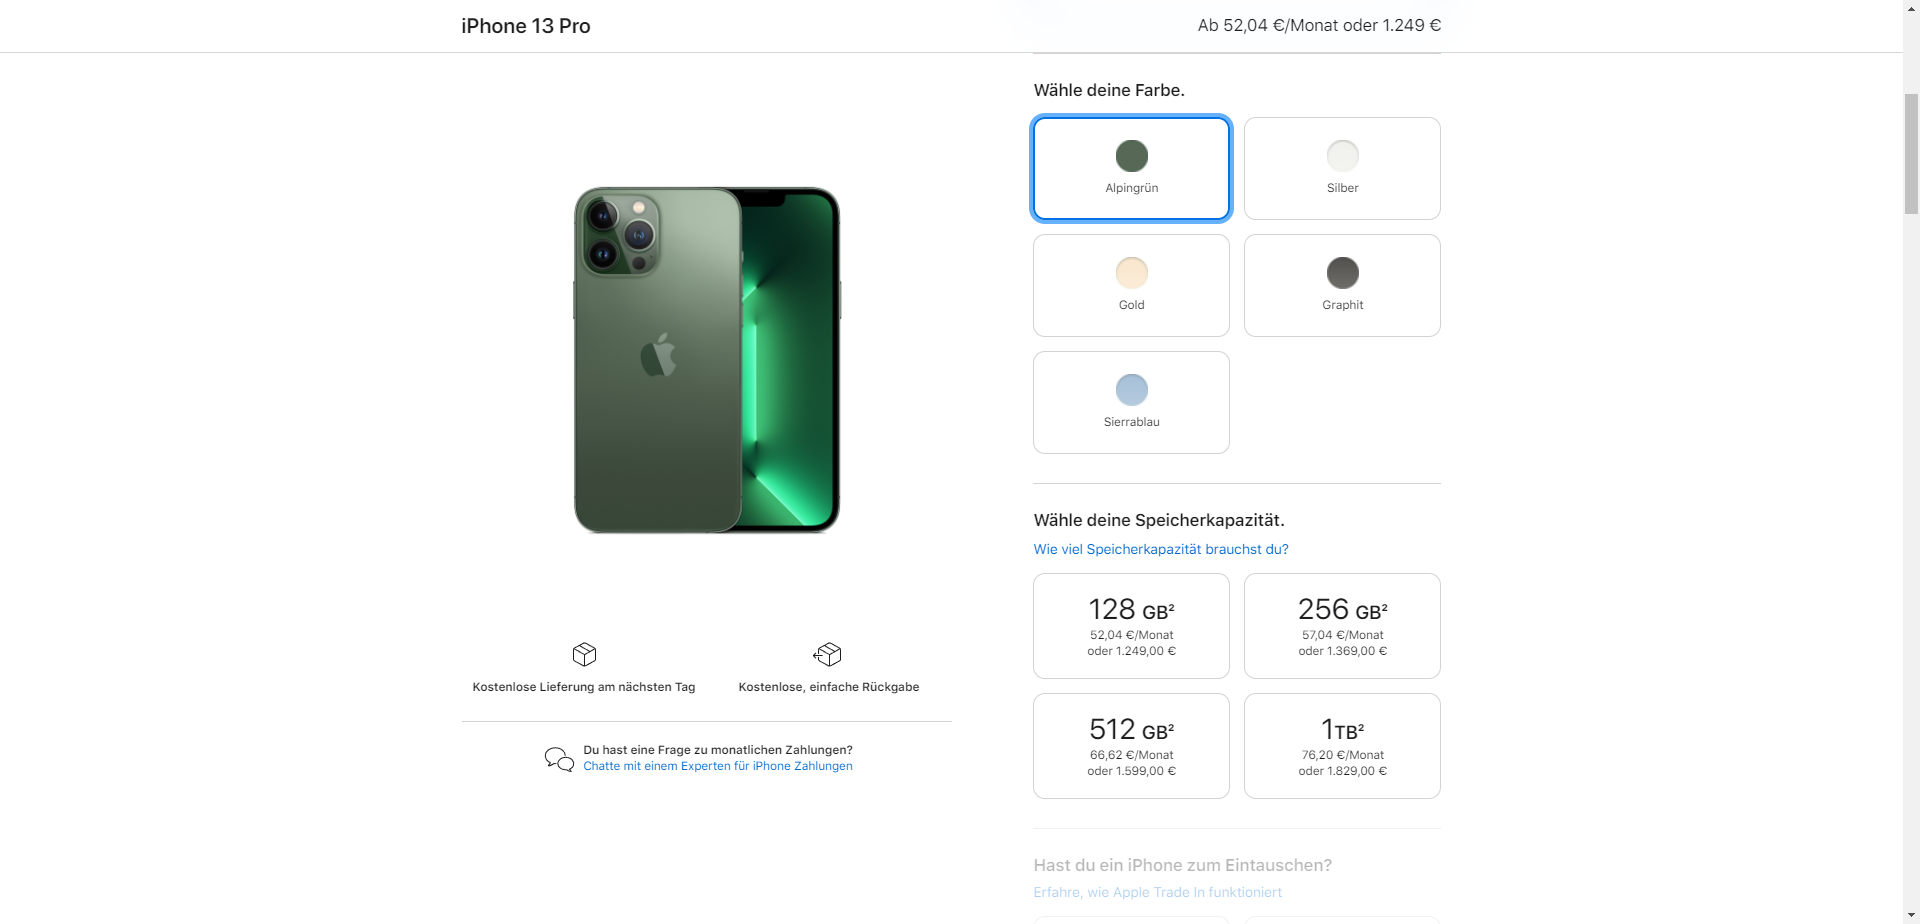 iPhone 13 Pro
Ab 52,04 €/Monat oder 1.249 €
Wähle deine Farbe.
Alpingrün
Silber
Gold
Graphit
Sierrablau
Wähle deine Speicherkapazität.
Wie viel Speicherkapazität brauchst du?
128 GB²
52,04 €/Monat
oder 1.249,00 €
256 GB²
57,04 €/Monat
oder 1.369,00 €
512 GB²
66,62 €/Monat
oder 1.599,00 €
1TB²
76,20 €/Monat
oder 1.829,00 €
Kostenlose Lieferung am nächsten Tag
Kostenlose, einfache Rückgabe
Du hast eine Frage zu monatlichen Zahlungen?
Chatte mit einem Experten für iPhone Zahlungen
Hast du ein iPhone zum Eintauschen?
Erfahre, wie Apple Trade In funktioniert